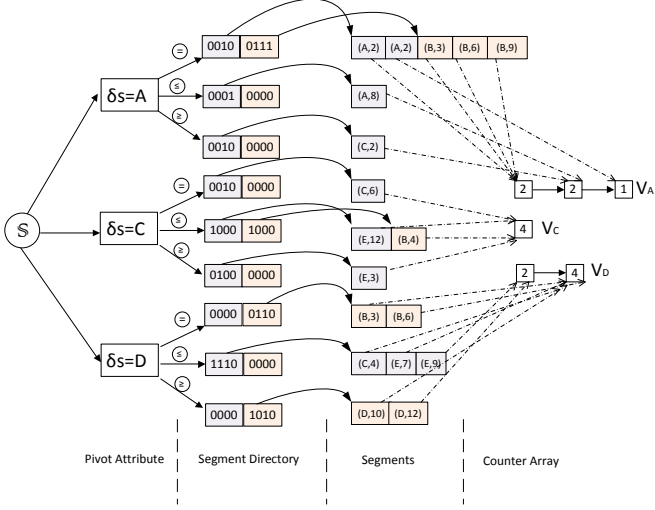 = 0010 0111 (A,2) (A,2) (B,3) (B,6) (B,9)
δs=A ≤ 0001 0000 (A,8)
≥ 0010 0000 (C,2)
2 2 1 VA
= 0010 0000 (C,6)
𝕊 δs=C ≤ 1000 1000 (E,12) (B,4) 4 VC
≥ 0100 0000 (E,3)
2 4 VD
= 0000 0110 (B,3) (B,6)
δs=D ≤ 1110 0000 (C,4) (E,7) (E,9)
≥ 0000 1010 (D,10) (D,12)
Pivot Attribute Segment Directory Segments Counter Array